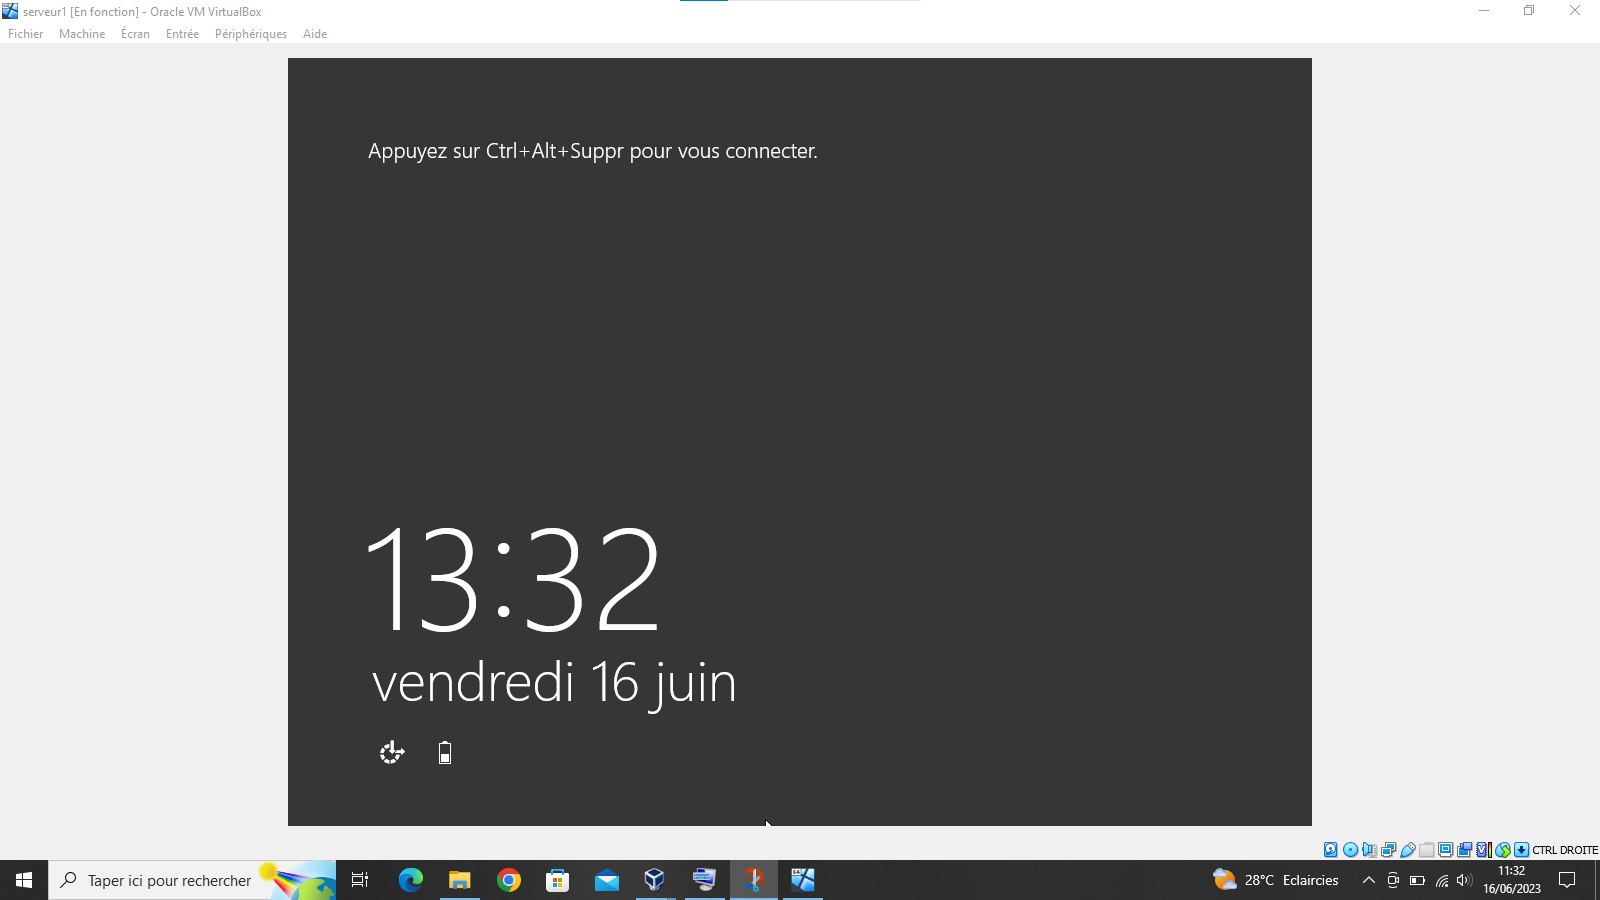 serveur1 [En fonction] - Oracle VM VirtualBox
Fichier Machine Écran Entrée Périphériques Aide
Appuyez sur Ctrl+Alt+Suppr pour vous connecter.
13:32
vendredi 16 juin
CTRL DROITE
Taper ici pour rechercher
28°C Eclaircies
11:32
16/06/2023